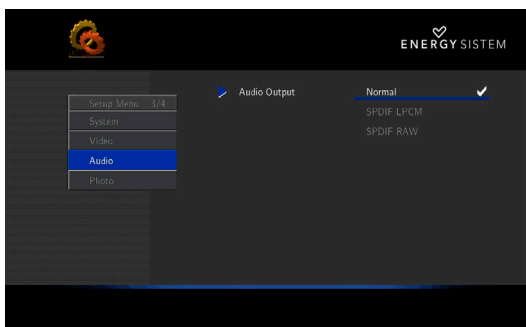 ENERGY SISTEM
Setup Menu 3/4
System
Video
Audio
Photo
Audio Output
Normal
SPDIF LPCM
SPDIF RAW